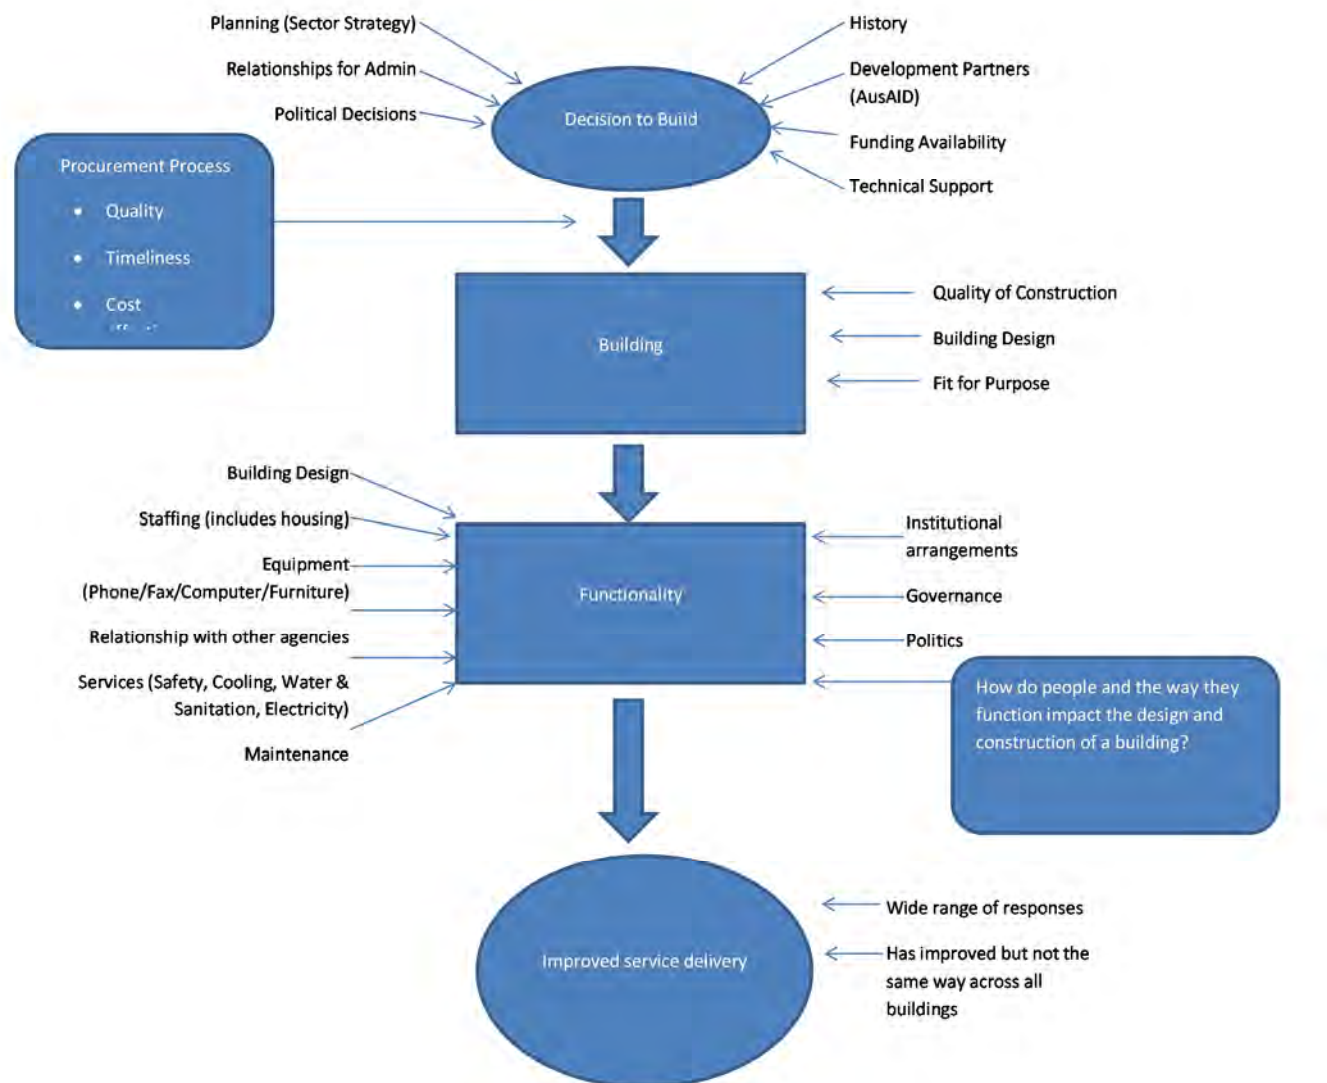 Planning (Sector Strategy)
Relationships for Admin
Political Decisions
Decision to Build
History
Development Partners
(AusAID)
Funding Availability
Technical Support
Procurement Process
• Quality
• Timeliness
• Cost
Building
Quality of Construction
Building Design
Fit for Purpose
Building Design
Staffing (includes housing)
Equipment
(Phone/Fax/Computer/Furniture)
Relationship with other agencies
Services (Safety, Cooling, Water &
Sanitation, Electricity)
Maintenance
Functionality
Institutional
arrangements
Governance
Politics
How do people and the way they
function impact the design and
construction of a building?
Improved service delivery
Wide range of responses
Has improved but not the
same way across all
buildings